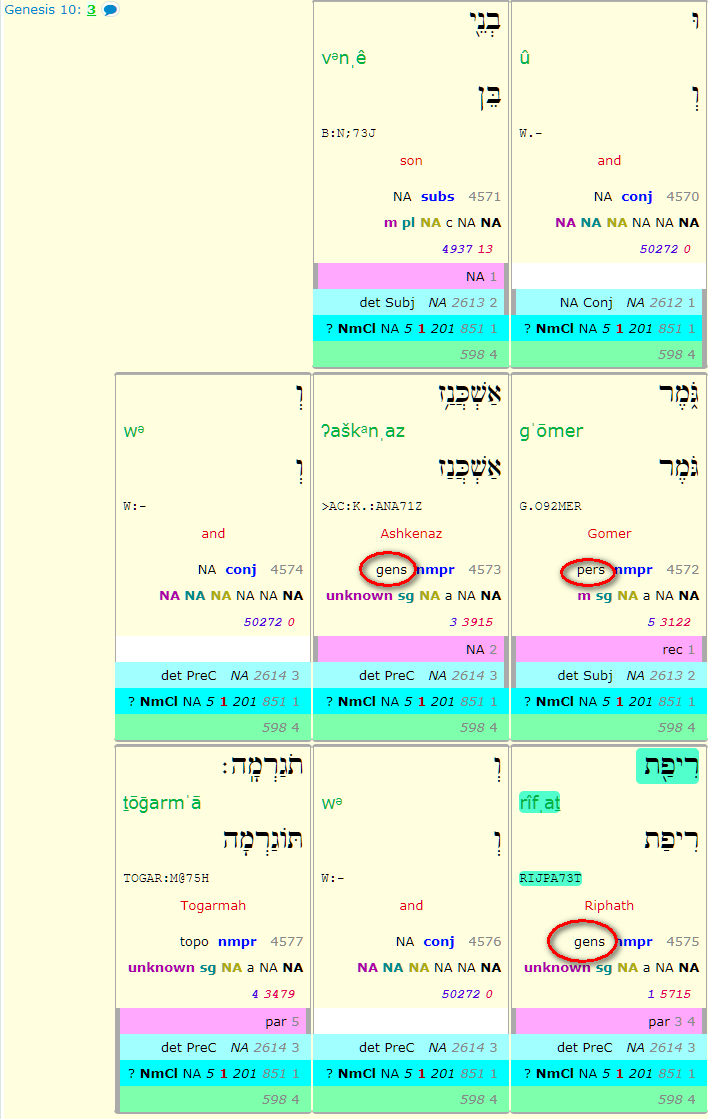 Genesis 10: 3
וּ
û
וְ
W.-
and
NA conj 4570
NA NA NA NA NA NA
50272 0
NA Conj NA 2612 1
? NmCl NA 5 1 201 851 1
598 4
בְנֵ֖י
vᵊnˌê
בֵּן
B:N;73J
son
NA subs 4571
m pl NA c NA NA
4937 13
NA 1
det Subj NA 2613 2
? NmCl NA 5 1 201 851 1
598 4
גֹּ֑מֶר
gˈōmer
גֹּמֶר
G.O92MER
Gomer
pers nmpr 4572
m sg NA a NA NA
5 3122
rec 1
det Subj NA 2613 2
? NmCl NA 5 1 201 851 1
598 4
אַשְׁכֲּנַ֥ז
ʔaškᵃnˌaz
אַשְׁכֲּנַז
>AC:K.:ANA71Z
Ashkenaz
gens nmpr 4573
unknown sg NA a NA NA
3 3915
NA 2
det PreC NA 2614 3
? NmCl NA 5 1 201 851 1
598 4
וְ
wᵊ
וְ
W:-
and
NA conj 4574
NA NA NA NA NA NA
50272 0
det PreC NA 2614 3
? NmCl NA 5 1 201 851 1
598 4
רִיפַ֖ת
rîfˌaṯ
רִיפַת
RIJPA73T
Riphath
gens nmpr 4575
unknown sg NA a NA NA
1 5715
par 3 4
det PreC NA 2614 3
? NmCl NA 5 1 201 851 1
598 4
וְ
wᵊ
וְ
W:-
and
NA conj 4576
NA NA NA NA NA NA
50272 0
det PreC NA 2614 3
? NmCl NA 5 1 201 851 1
598 4
תֹגַרְמָֽה׃
ṯōḡarmˈā
תּוֹגַרְמָה
TOGAR:M@75H
Togarmah
topo nmpr 4577
unknown sg NA a NA NA
4 3479
par 5
det PreC NA 2614 3
? NmCl NA 5 1 201 851 1
598 4